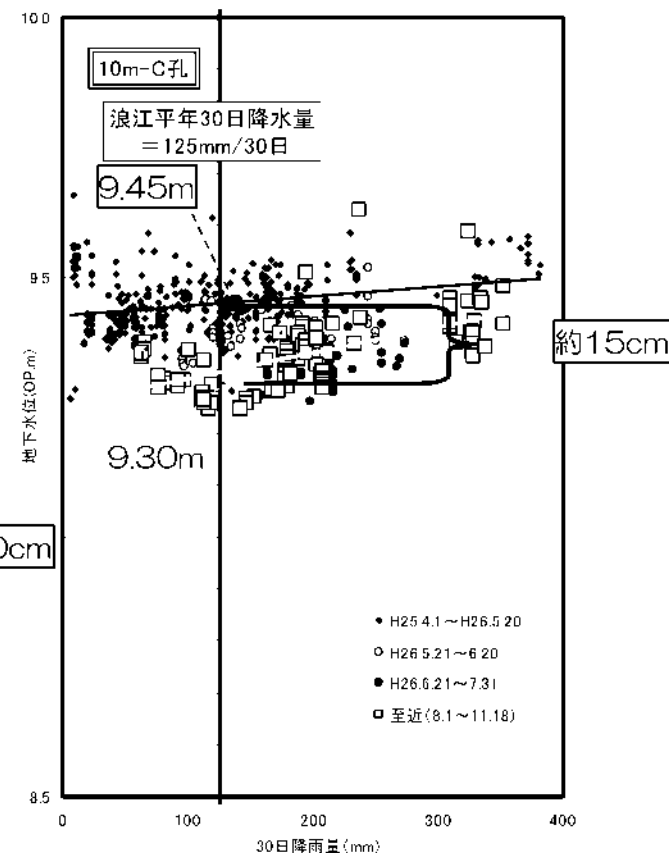 10.0
10m-C孔
浪江平年30日降水量
=125mm/30日
9.45m
9.5
約15cm
地下水位(OP.m)
9.30m
0cm
9.0
• H25.4.1~H26.5.20
○ H26.5.21~6.20
● H26.6.21~7.31
□ 至近(8.1~11.18)
8.5
0 100 200 300 400
30日降雨量(mm)